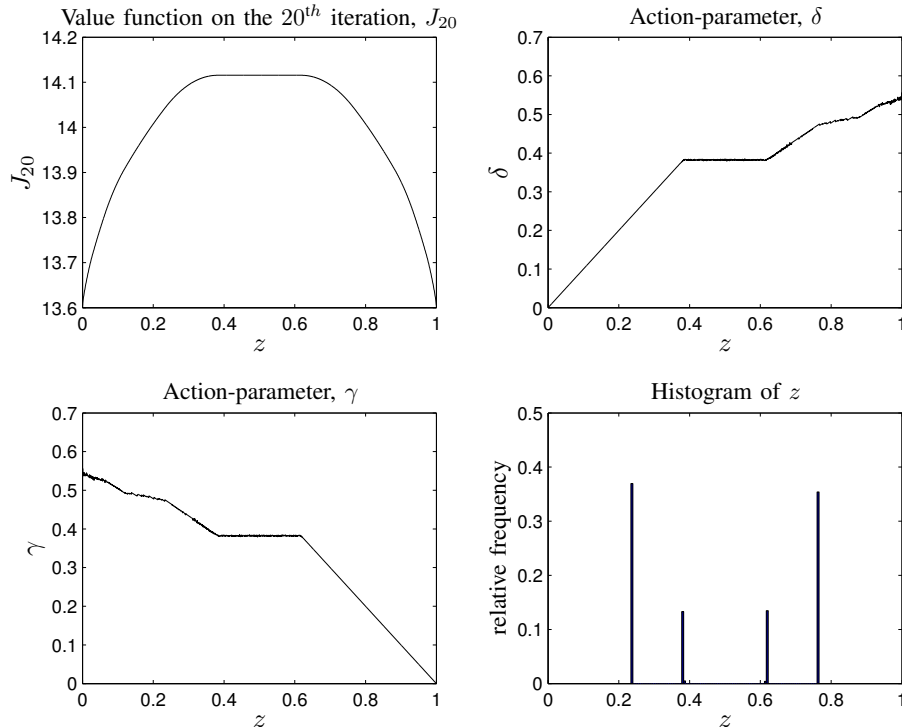 Value function on the 20th iteration, J20
14.2
14.1
14
13.9
13.8
13.7
13.6
J20
0 0.2 0.4 0.6 0.8 1
z
Action-parameter, δ
0.7
0.6
0.5
0.4
0.3
0.2
0.1
0
δ
0 0.2 0.4 0.6 0.8 1
z
Action-parameter, γ
0.7
0.6
0.5
0.4
0.3
0.2
0.1
0
γ
0 0.2 0.4 0.6 0.8 1
z
Histogram of z
0.5
0.4
0.3
0.2
0.1
0
relative frequency
0 0.2 0.4 0.6 0.8 1
z